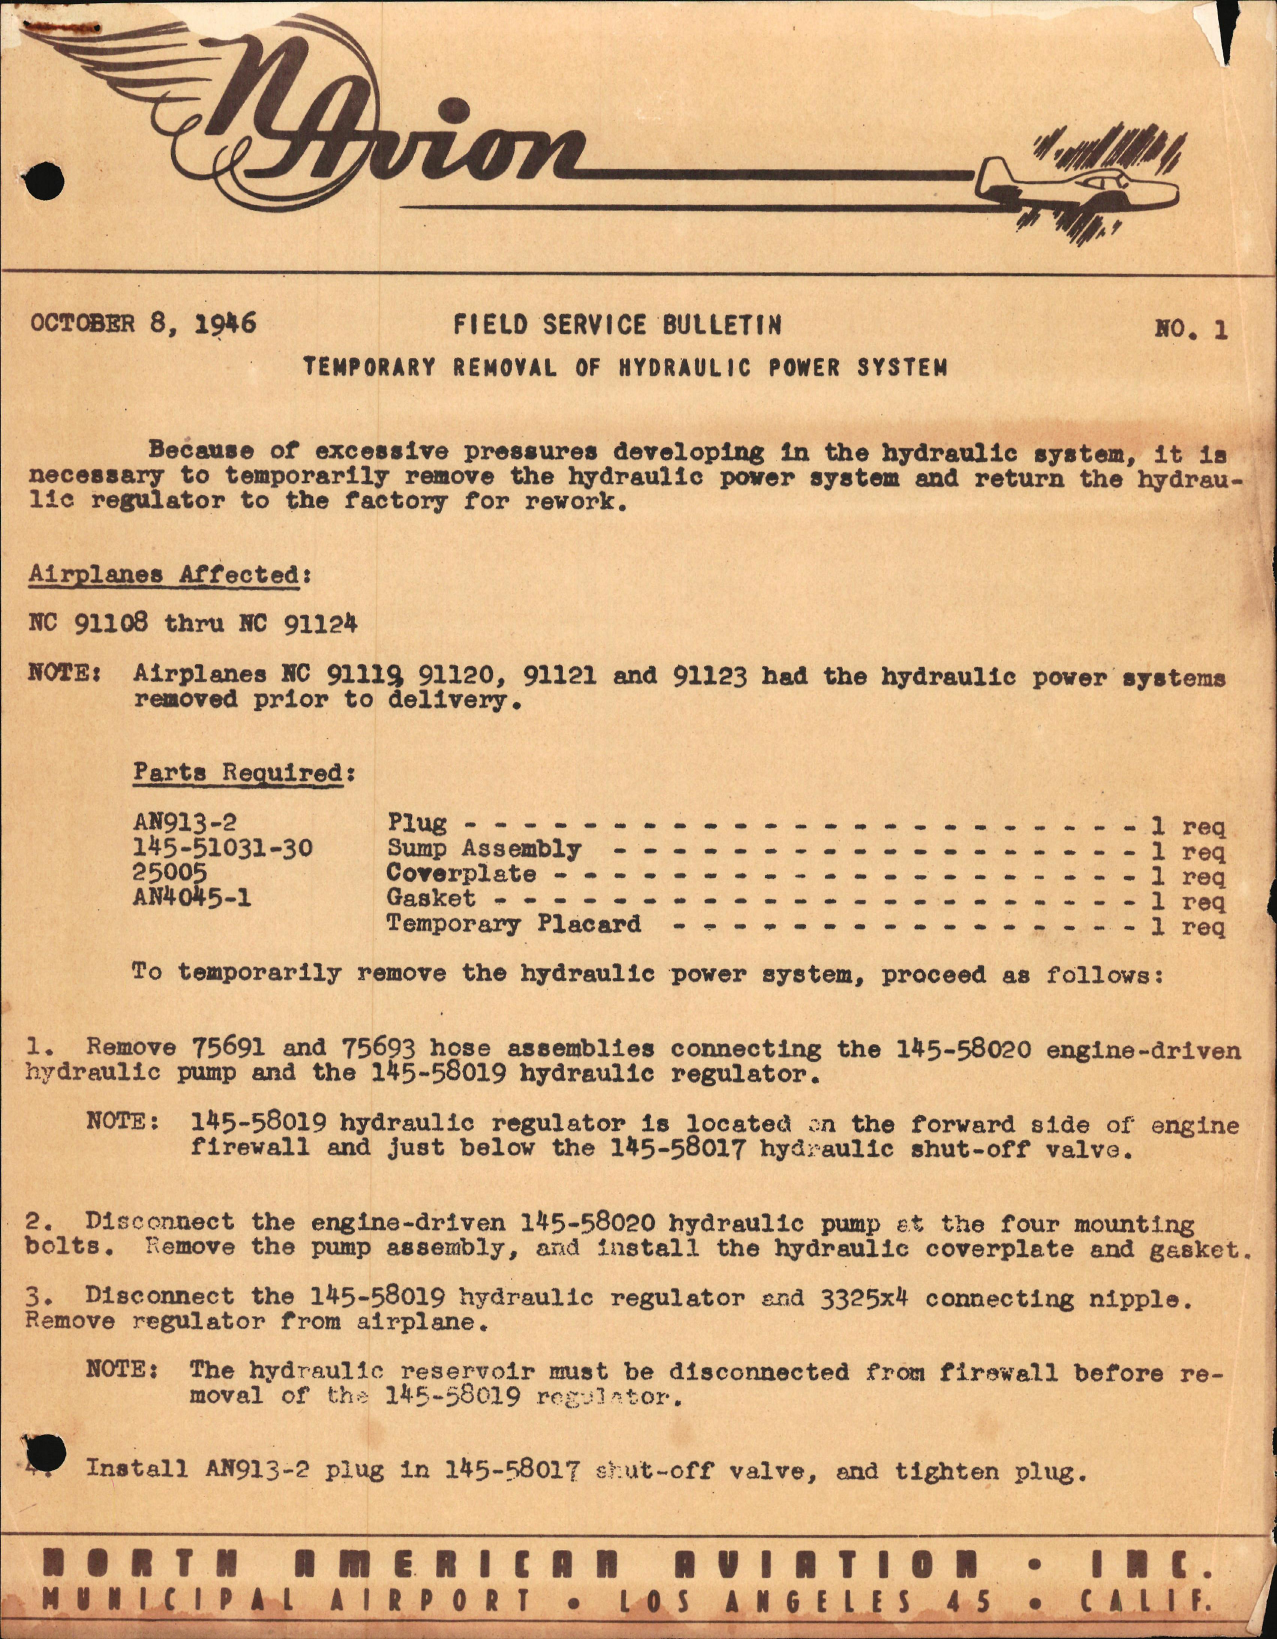 NAvion
OCTOBER 8, 1946 FIELD SERVICE BULLETIN NO. 1
TEMPORARY REMOVAL OF HYDRAULIC POWER SYSTEM
Because of excessive pressures developing in the hydraulic system, it is
necessary to temporarily remove the hydraulic power system and return the hydrau-
lic regulator to the factory for rework.
Airplanes Affected:
NC 91108 thru NC 91124
NOTE: Airplanes NC 91119, 91120, 91121 and 91123 had the hydraulic power systems
removed prior to delivery.
Parts Required:
AN913-2 Plug - - - - - - - - - - - - - - - - - - - - - - - 1 req
145-51031-30 Sump Assembly - - - - - - - - - - - - - - - - - - 1 req
25005 Coverplate - - - - - - - - - - - - - - - - - - - - 1 req
AN4045-1 Gasket - - - - - - - - - - - - - - - - - - - - - - 1 req
Temporary Placard - - - - - - - - - - - - - - - - 1 req
To temporarily remove the hydraulic power system, proceed as follows:
1. Remove 75691 and 75693 hose assemblies connecting the 145-58020 engine-driven
hydraulic pump and the 145-58019 hydraulic regulator.
NOTE: 145-58019 hydraulic regulator is located on the forward side of engine
firewall and just below the 145-58017 hydraulic shut-off valve.
2. Disconnect the engine-driven 145-58020 hydraulic pump at the four mounting
bolts. Remove the pump assembly, and install the hydraulic coverplate and gasket.
3. Disconnect the 145-58019 hydraulic regulator and 3325x4 connecting nipple.
Remove regulator from airplane.
NOTE: The hydraulic reservoir must be disconnected from firewall before re-
moval of the 145-58019 regulator.
4. Install AN913-2 plug in 145-58017 shut-off valve, and tighten plug.
NORTH AMERICAN AVIATION • INC.
MUNICIPAL AIRPORT • LOS ANGELES 45 • CALIF.